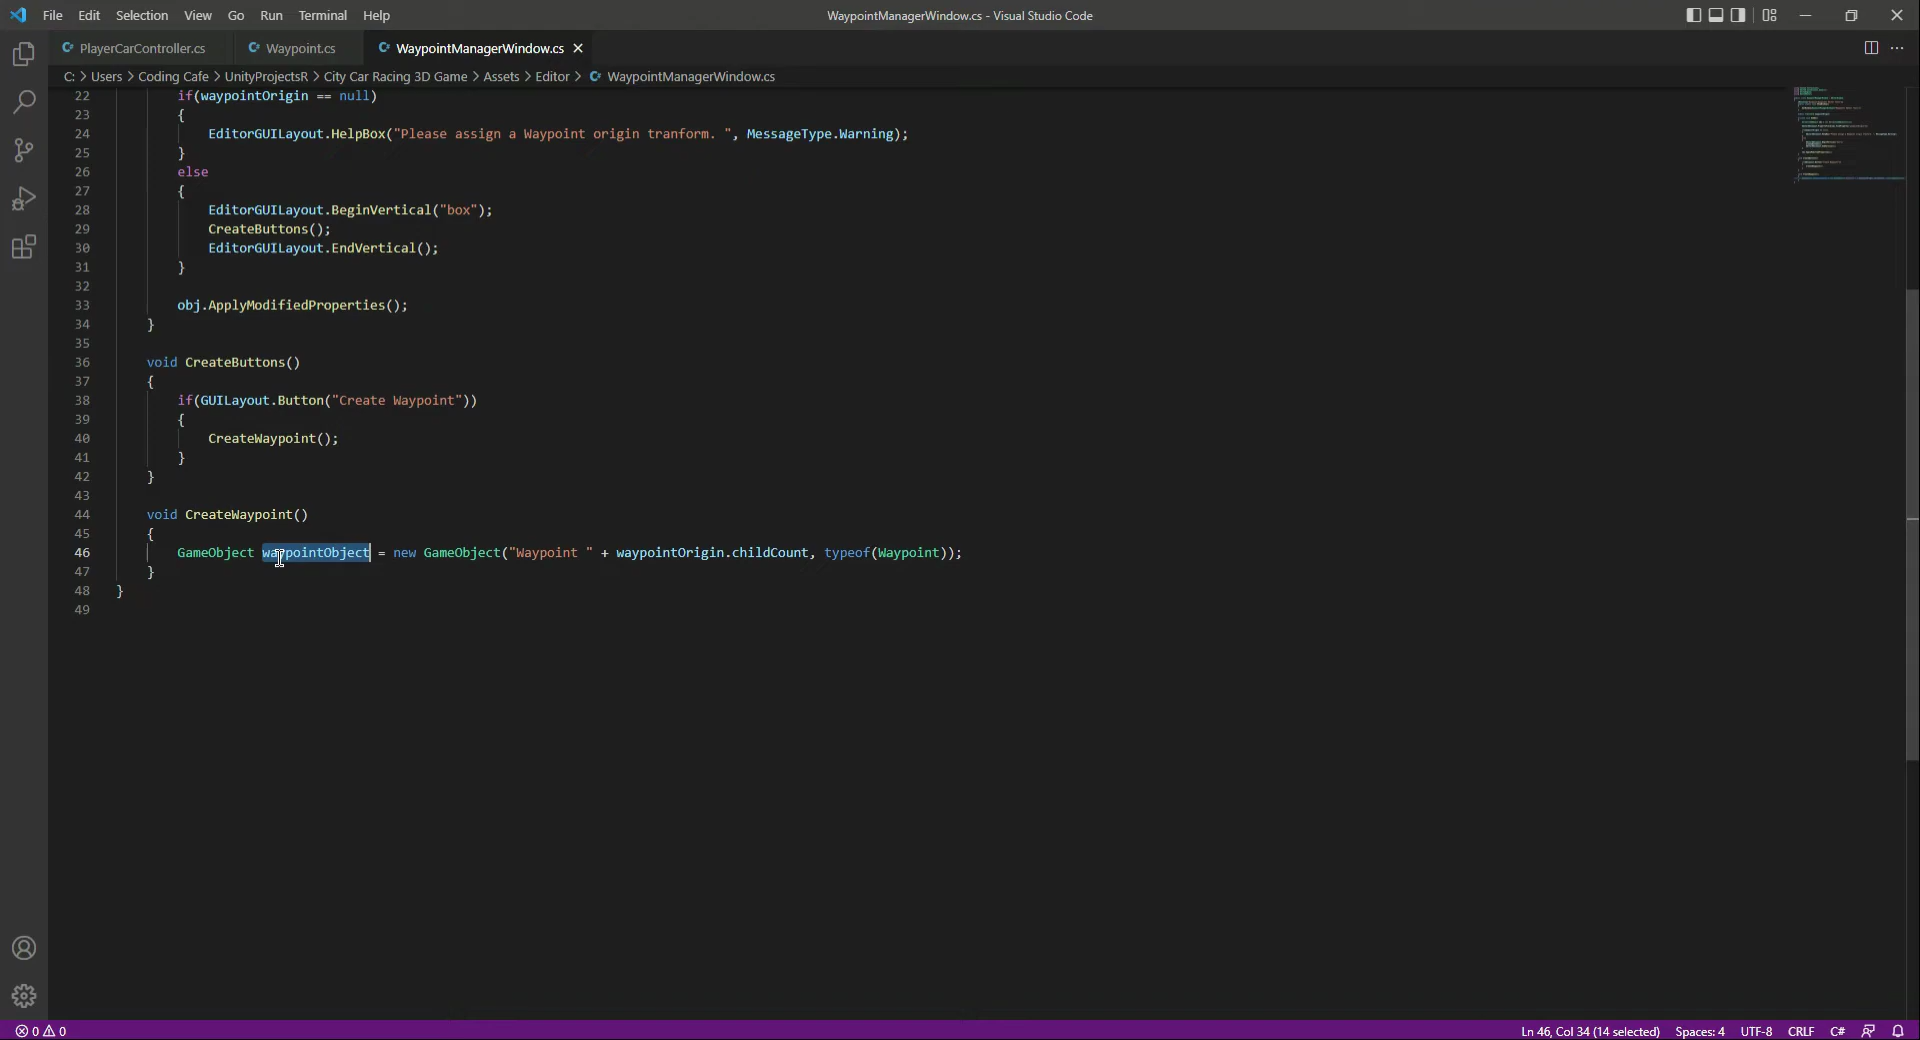 File Edit Selection View Go Run Terminal Help
WaypointManagerWindow.cs - Visual Studio Code
PlayerCarController.cs Waypoint.cs WaypointManagerWindow.cs
C: > Users > Coding Cafe > UnityProjectsR > City Car Racing 3D Game > Assets > Editor > WaypointManagerWindow.cs
22 if(waypointOrigin == null)
23 {
24 EditorGUILayout.HelpBox("Please assign a Waypoint origin tranform. ", MessageType.Warning);
25 }
26 else
27 {
28 EditorGUILayout.BeginVertical("box");
29 CreateButtons();
30 EditorGUILayout.EndVertical();
31 }
32
33 obj.ApplyModifiedProperties();
34 }
35
36 void CreateButtons()
37 {
38 if(GUILayout.Button("Create Waypoint"))
39 {
40 CreateWaypoint();
41 }
42 }
43
44 void CreateWaypoint()
45 {
46 GameObject waypointObject = new GameObject("Waypoint " + waypointOrigin.childCount, typeof(Waypoint));
47 }
48 }
49
0 0 Ln 46, Col 34 (14 selected) Spaces: 4 UTF-8 CRLF C#